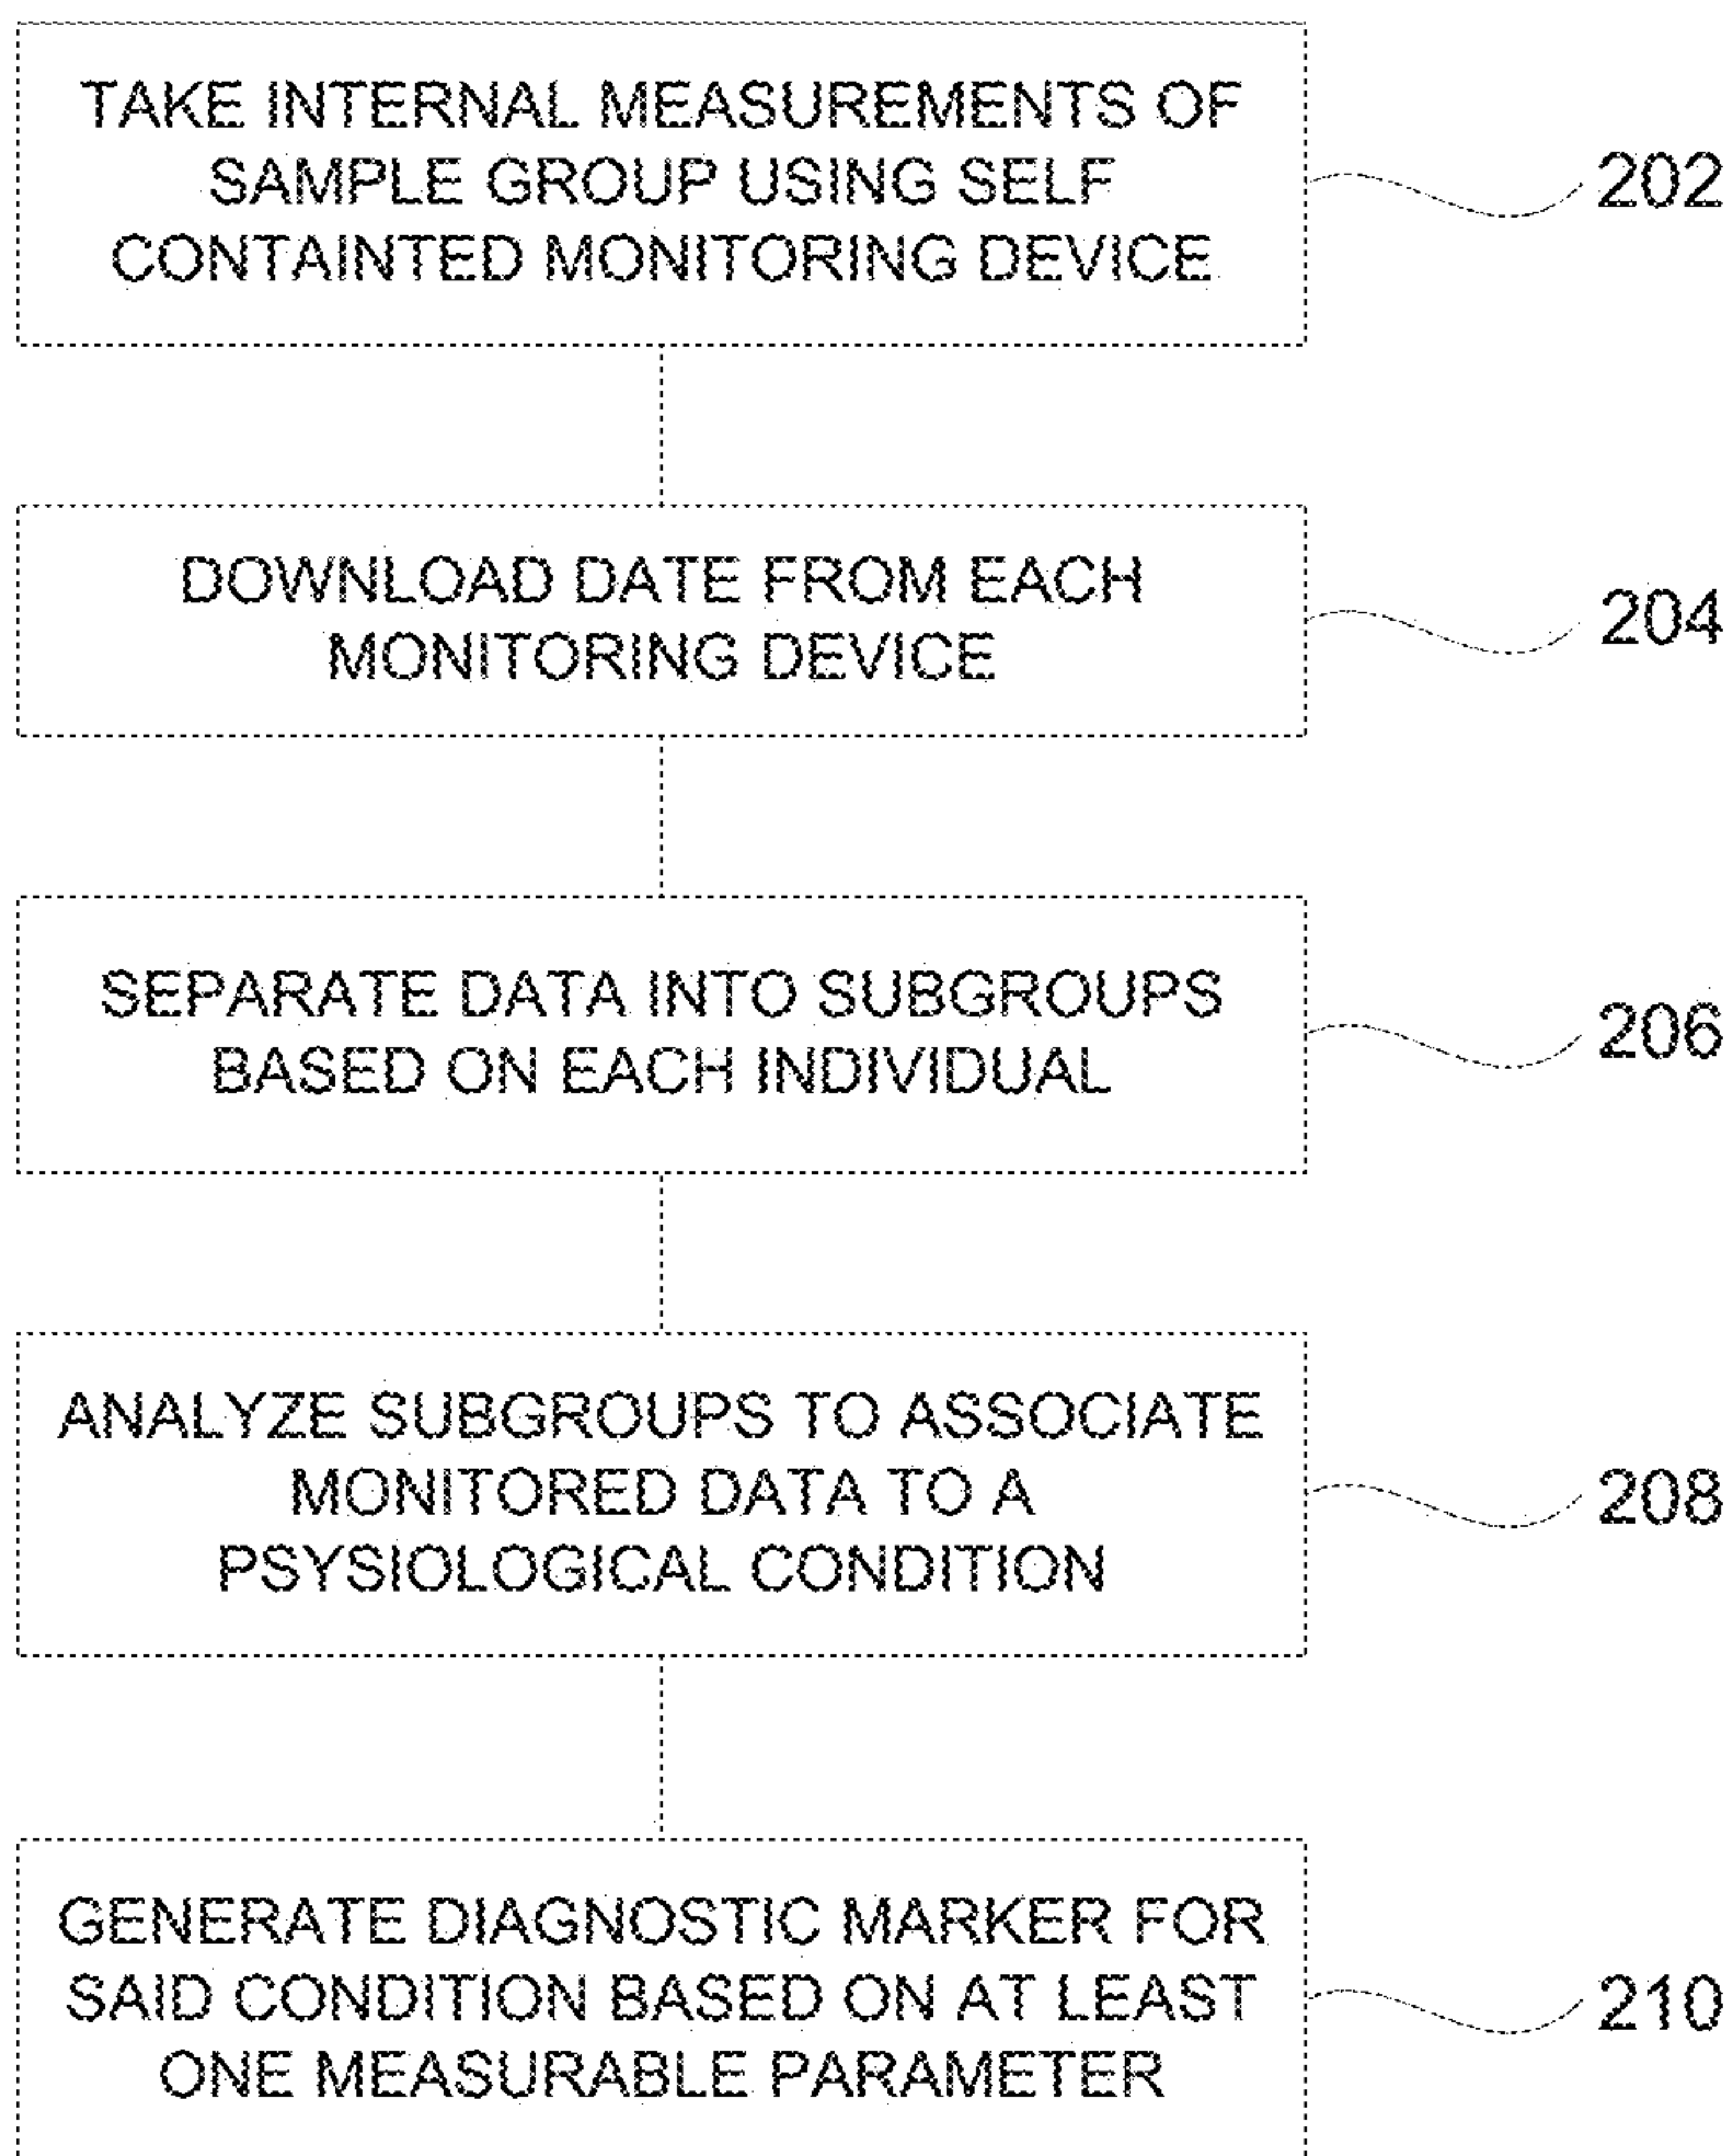 TAKE INTERNAL MEASUREMENTS OF
SAMPLE GROUP USING SELF
CONTAINTED MONITORING DEVICE
202
DOWNLOAD DATE FROM EACH
MONITORING DEVICE
204
SEPARATE DATA INTO SUBGROUPS
BASED ON EACH INDIVIDUAL
206
ANALYZE SUBGROUPS TO ASSOCIATE
MONITORED DATA TO A
PSYSIOLOGICAL CONDITION
208
GENERATE DIAGNOSTIC MARKER FOR
SAID CONDITION BASED ON AT LEAST
ONE MEASURABLE PARAMETER
210